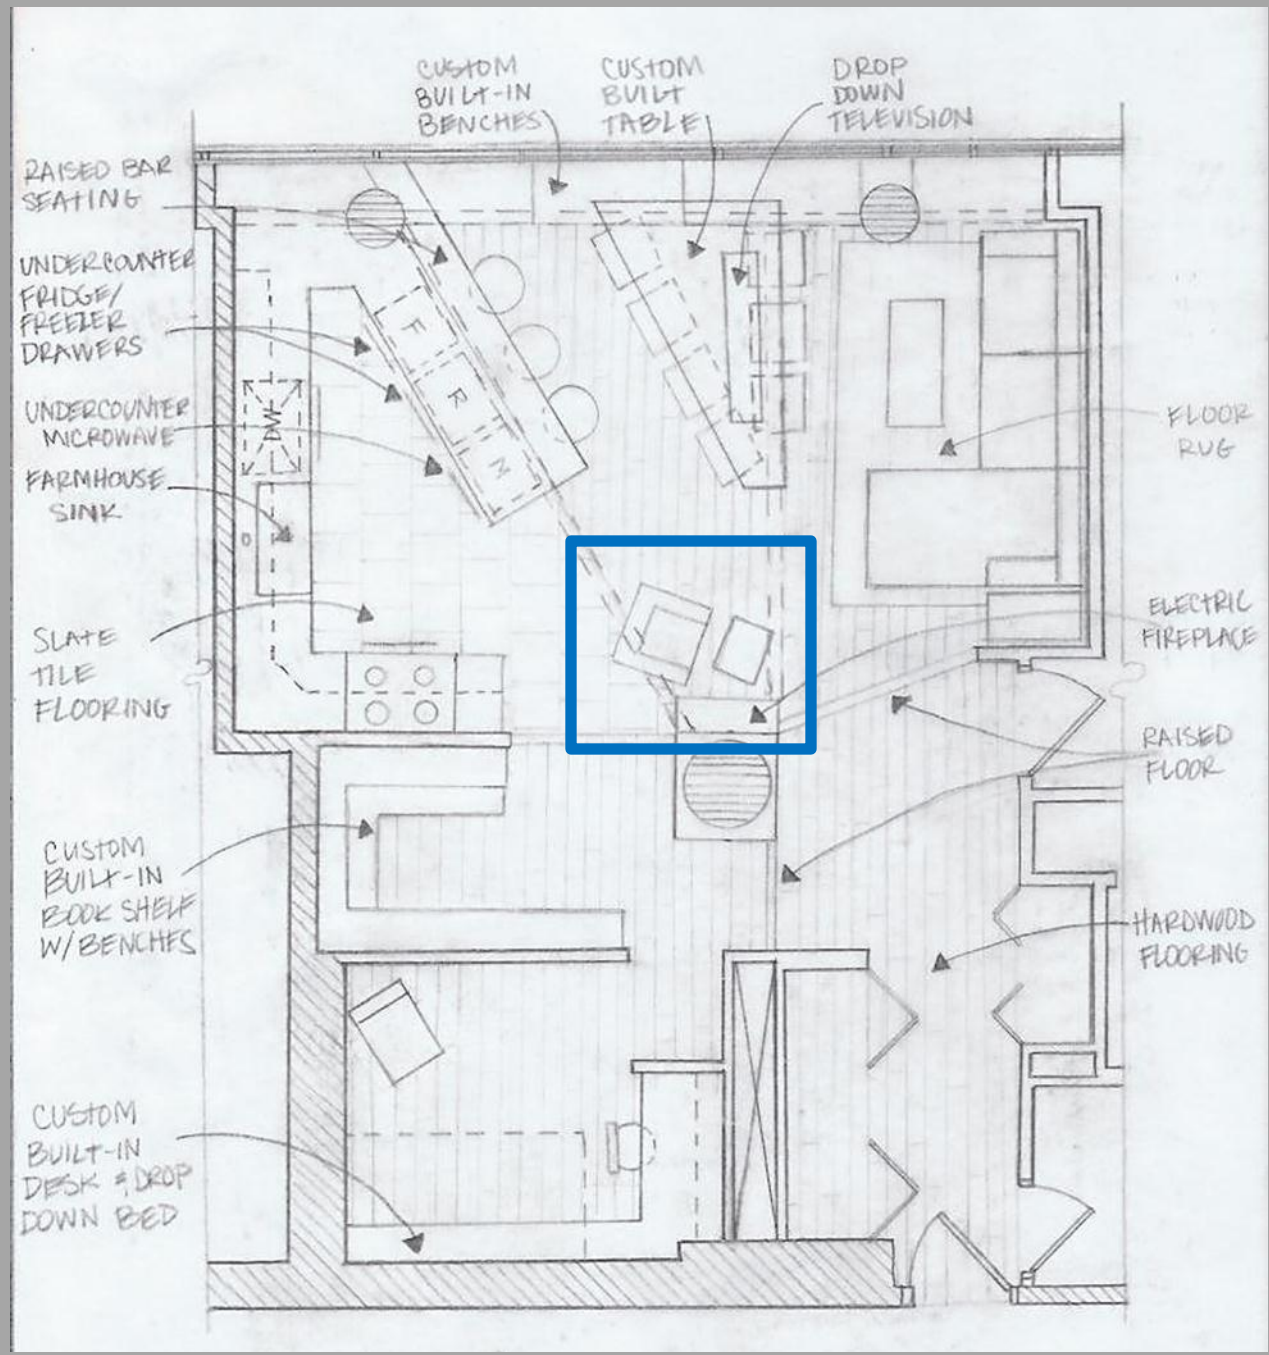 CUSTOM
BUILT-IN
BENCHES
CUSTOM
BUILT
TABLE
DROP
DOWN
TELEVISION
RAISED BAR
SEATING
UNDERCOUNTER
FRIDGE/
FREEZER
DRAWERS
UNDERCOUNTER
MICROWAVE
FARMHOUSE
SINK
SLATE
TILE
FLOORING
CUSTOM
BUILT-IN
BOOK SHELF
W/BENCHES
CUSTOM
BUILT-IN
DESK & DROP
DOWN BED
F
R
M
DW
FLOOR
RUG
ELECTRIC
FIREPLACE
RAISED
FLOOR
HARDWOOD
FLOORING